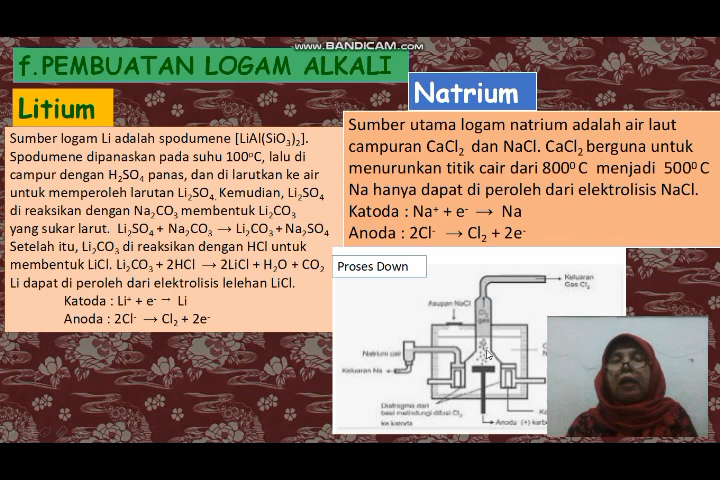 www.BANDICAM.com
f.PEMBUATAN LOGAM ALKALI
Litium
Sumber logam Li adalah spodumene [LiAl(SiO₃)₂].
Spodumene dipanaskan pada suhu 100⁰C, lalu di
campur dengan H₂SO₄ panas, dan di larutkan ke air
untuk memperoleh larutan Li₂SO₄. Kemudian, Li₂SO₄
di reaksikan dengan Na₂CO₃ membentuk Li₂CO₃
yang sukar larut. Li₂SO₄ + Na₂CO₃ → Li₂CO₃ + Na₂SO₄
Setelah itu, Li₂CO₃ di reaksikan dengan HCl untuk
membentuk LiCl. Li₂CO₃ + 2HCl → 2LiCl + H₂O + CO₂
Li dapat di peroleh dari elektrolisis lelehan LiCl.
Katoda : Li⁺ + e⁻ → Li
Anoda : 2Cl⁻ → Cl₂ + 2e⁻
Natrium
Sumber utama logam natrium adalah air laut
campuran CaCl₂ dan NaCl. CaCl₂ berguna untuk
menurunkan titik cair dari 800⁰ C menjadi 500⁰ C
Na hanya dapat di peroleh dari elektrolisis NaCl.
Katoda : Na⁺ + e⁻ → Na
Anoda : 2Cl⁻ → Cl₂ + 2e⁻
Proses Down
Keluaran
Gas Cl₂
Asupan NaCl
Cl₂
gas
Natrium cair
Keluaran Na
Diafragma dari
besi melindungi difusi Cl₂
ke katoda
Anoda (+) karb